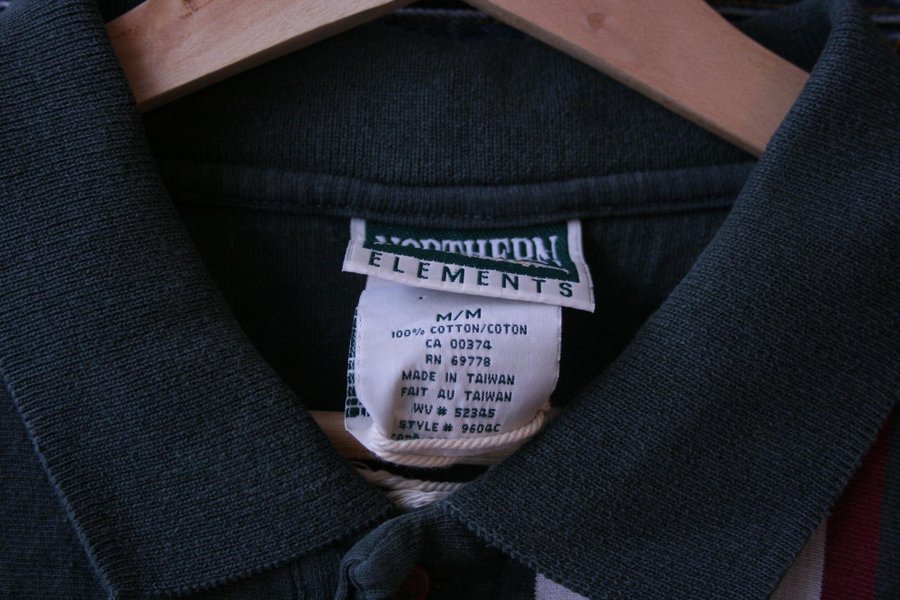 NORTHERN
ELEMENTS
M/M
100% COTTON/COTON
CA 00374
RN 69778
MADE IN TAIWAN
FAIT AU TAIWAN
WV # 52345
STYLE# 9604C